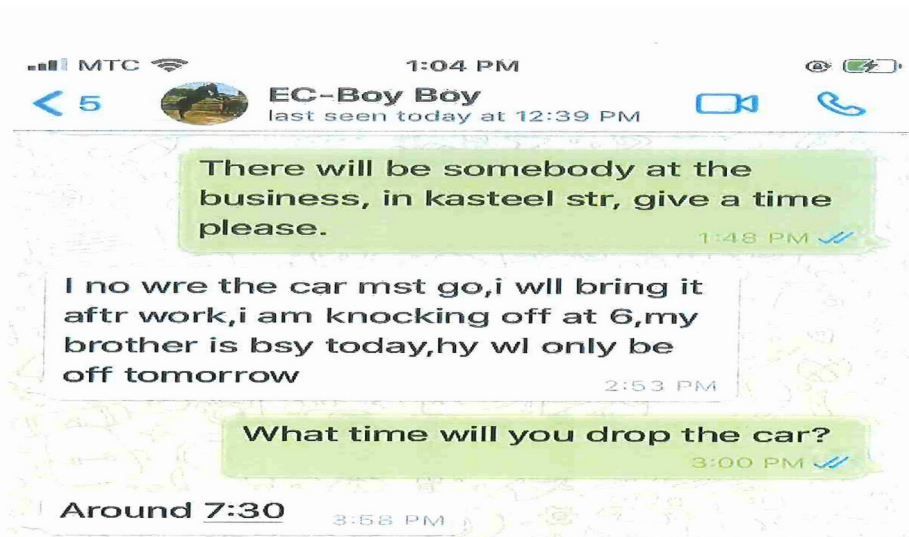 MTC 1:04 PM
5 EC-Boy Boy
last seen today at 12:39 PM
There will be somebody at the
business, in kasteel str, give a time
please.
1:48 PM
I no wre the car mst go,i wll bring it
aftr work,i am knocking off at 6,my
brother is bsy today,hy wl only be
off tomorrow
2:53 PM
What time will you drop the car?
3:00 PM
Around 7:30
3:58 PM